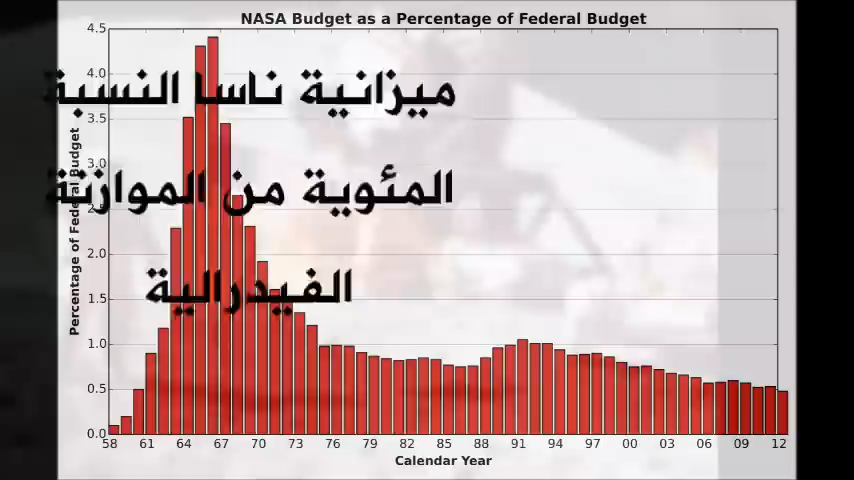 NASA Budget as a Percentage of Federal Budget
ميزانية ناسا النسبة
المئوية من الموازنة
الفيدرالية
Percentage of Federal Budget
4.5
4.0
3.5
3.0
2.5
2.0
1.5
1.0
0.5
0.0
58 61 64 67 70 73 76 79 82 85 88 91 94 97 00 03 06 09 12
Calendar Year